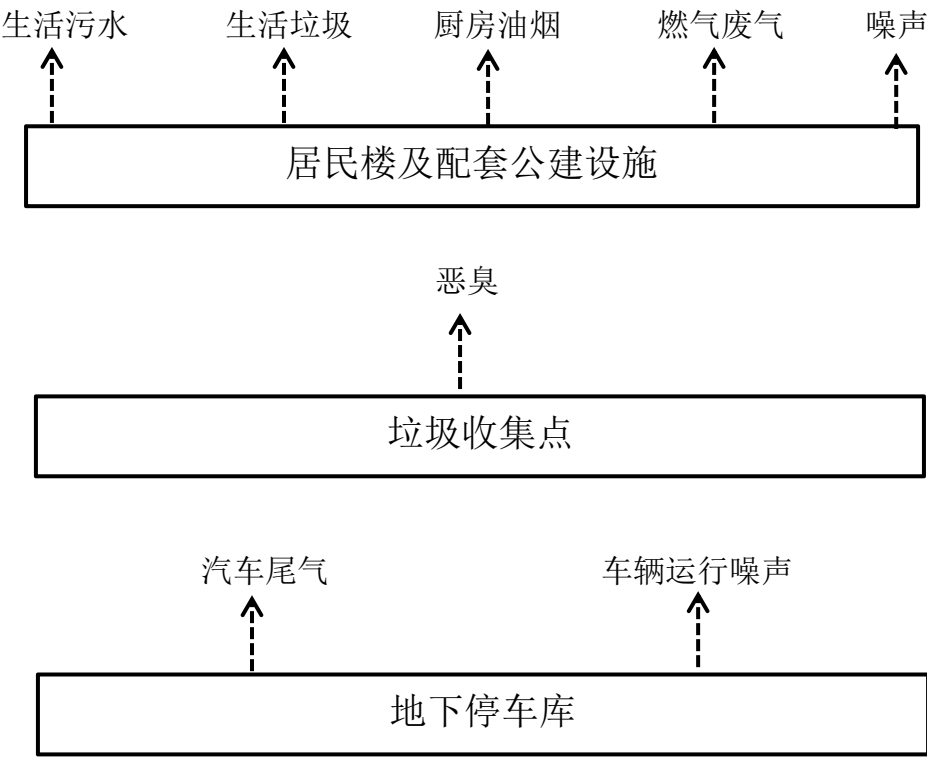 生活污水 生活垃圾 厨房油烟 燃气废气 噪声
居民楼及配套公建设施
恶臭
垃圾收集点
汽车尾气 车辆运行噪声
地下停车库